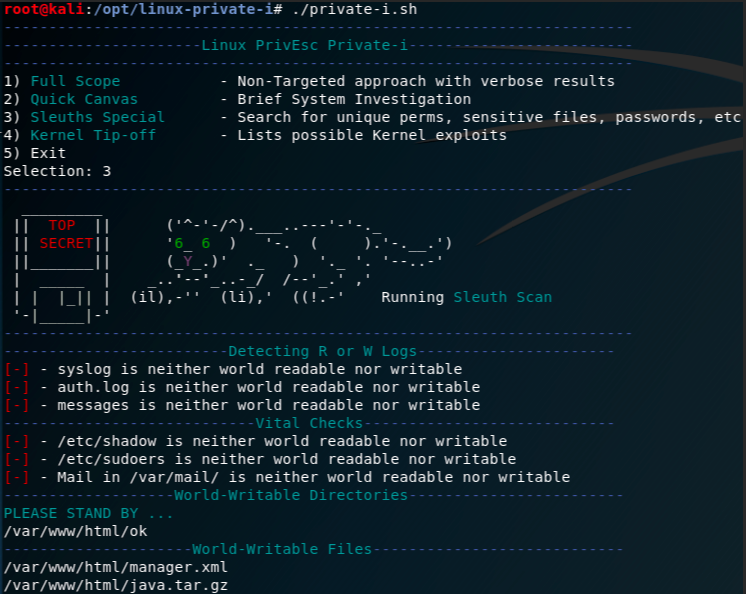 root@kali:/opt/linux-private-i# ./private-i.sh
----------------------------------------------------------------------
----------------------Linux PrivEsc Private-i-------------------------
----------------------------------------------------------------------
1) Full Scope           - Non-Targeted approach with verbose results
2) Quick Canvas         - Brief System Investigation
3) Sleuths Special      - Search for unique perms, sensitive files, passwords, etc
4) Kernel Tip-off       - Lists possible Kernel exploits
5) Exit
Selection: 3
----------------------------------------------------------------------
  _________
||  TOP  ||      ('^-'-/^).___..---'-'-._
|| SECRET||      '6_ 6  )   '-.  (     ).'-.__.')
||_______||      (_Y_.)'  ._   )  '._ '. '--..-'
|  _____  |    _..'--'_..-_/  /--'_.' ,'
| |  |_|| |  (il),-''  (li),'  ((!.-'    Running Sleuth Scan
'-|_____|-'
----------------------------------------------------------------------
-------------------------Detecting R or W Logs----------------------
[-] - syslog is neither world readable nor writable
[-] - auth.log is neither world readable nor writable
[-] - messages is neither world readable nor writable
----------------------------Vital Checks----------------------------
[-] - /etc/shadow is neither world readable nor writable
[-] - /etc/sudoers is neither world readable nor writable
[-] - Mail in /var/mail/ is neither world readable nor writable
-------------------World-Writable Directories------------------------
PLEASE STAND BY ...
/var/www/html/ok
---------------------World-Writable Files----------------------------
/var/www/html/manager.xml
/var/www/html/java.tar.gz